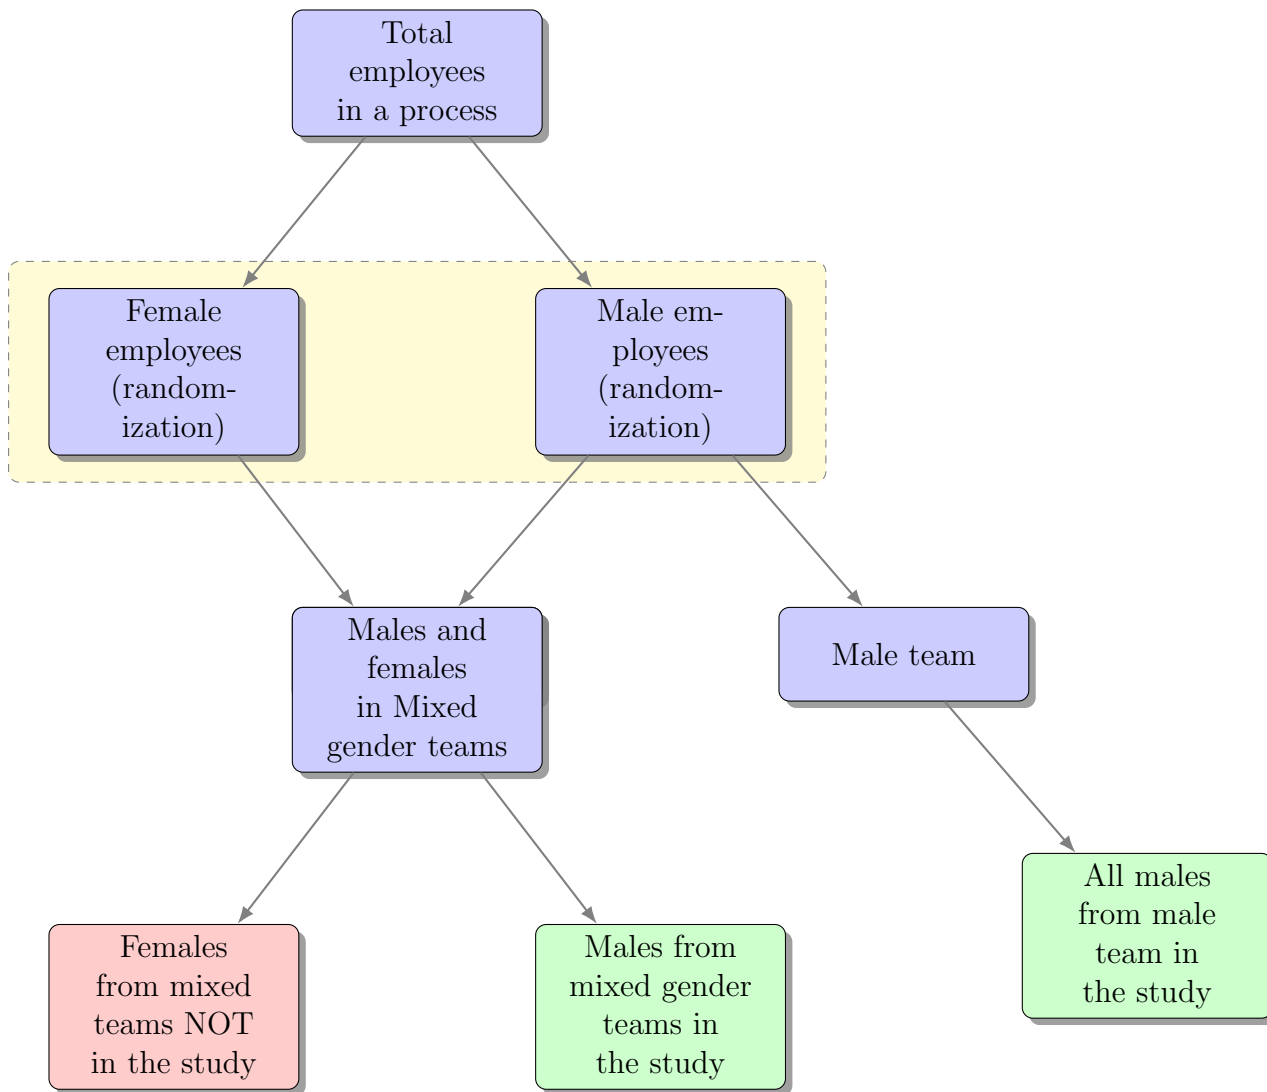 Total
employees
in a process
Female
employees
(random-
ization)
Male em-
ployees
(random-
ization)
Males and
females
in Mixed
gender teams
Male team
All males
from male
team in
the study
Females
from mixed
teams NOT
in the study
Males from
mixed gender
teams in
the study